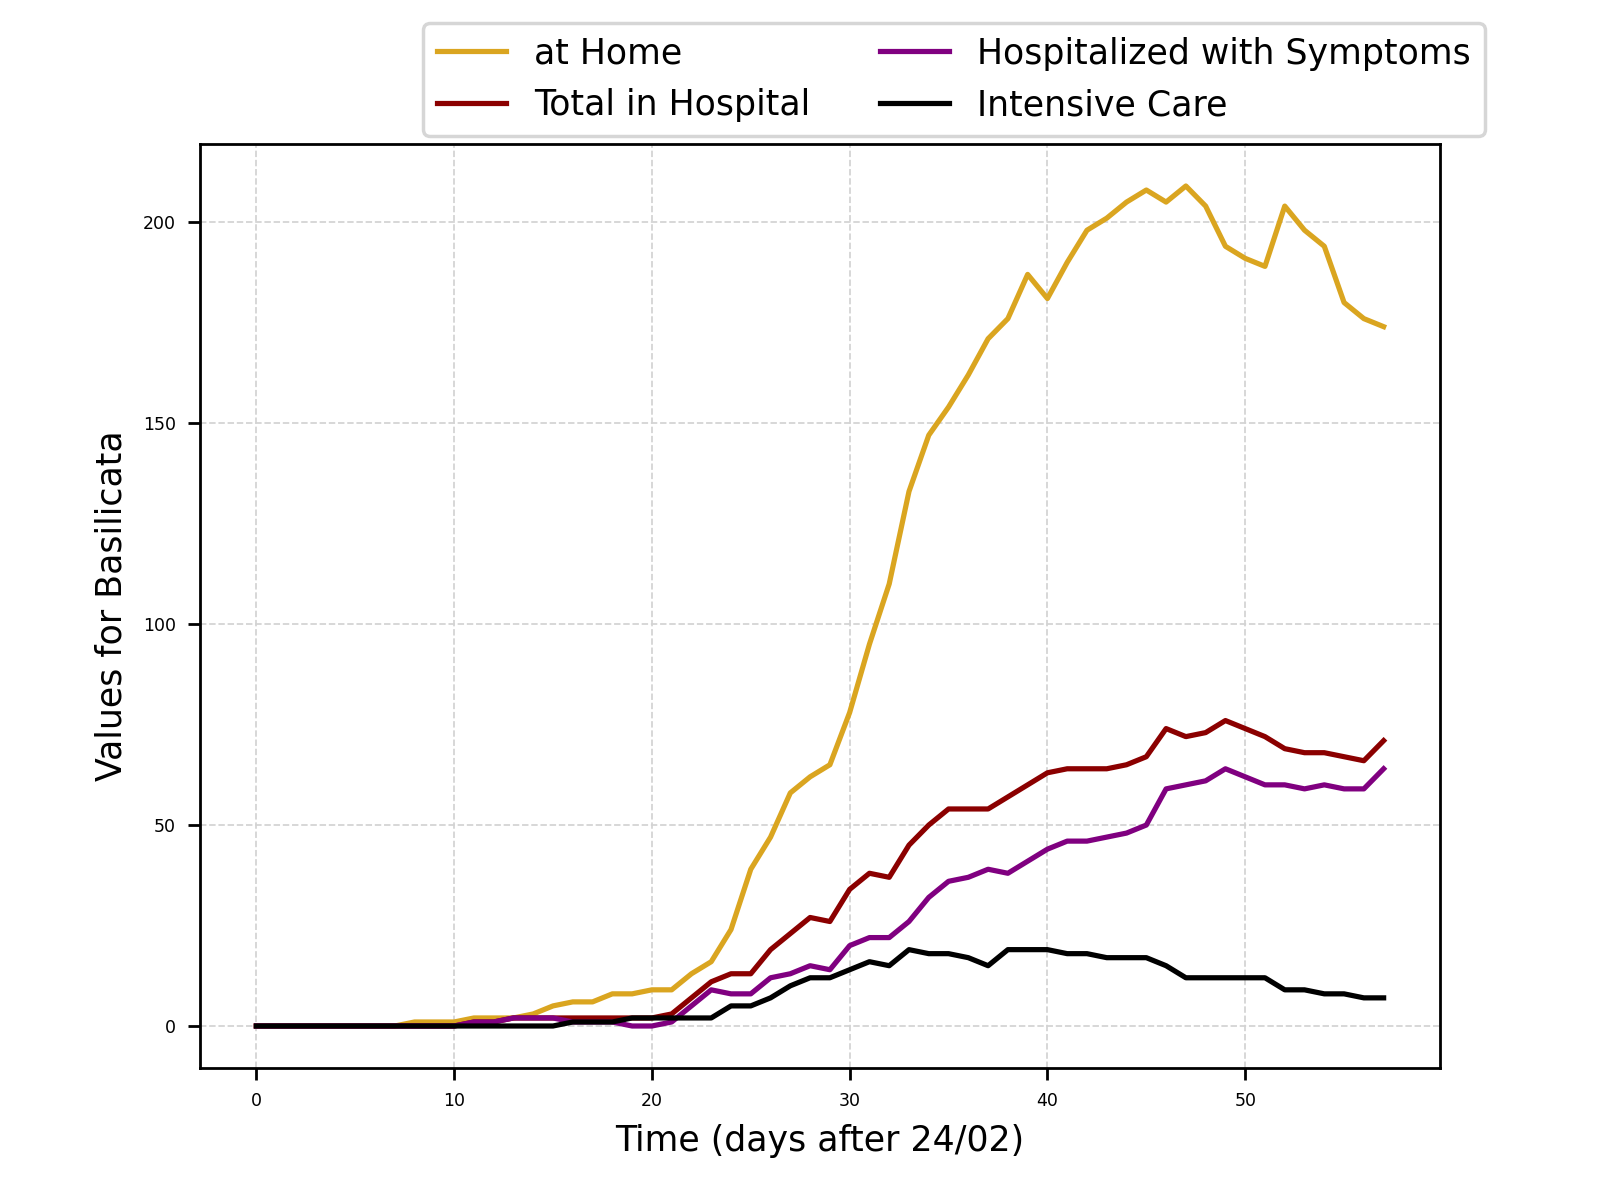 at Home
Total in Hospital
Hospitalized with Symptoms
Intensive Care
Values for Basilicata
200
150
100
50
0
0 10 20 30 40 50
Time (days after 24/02)